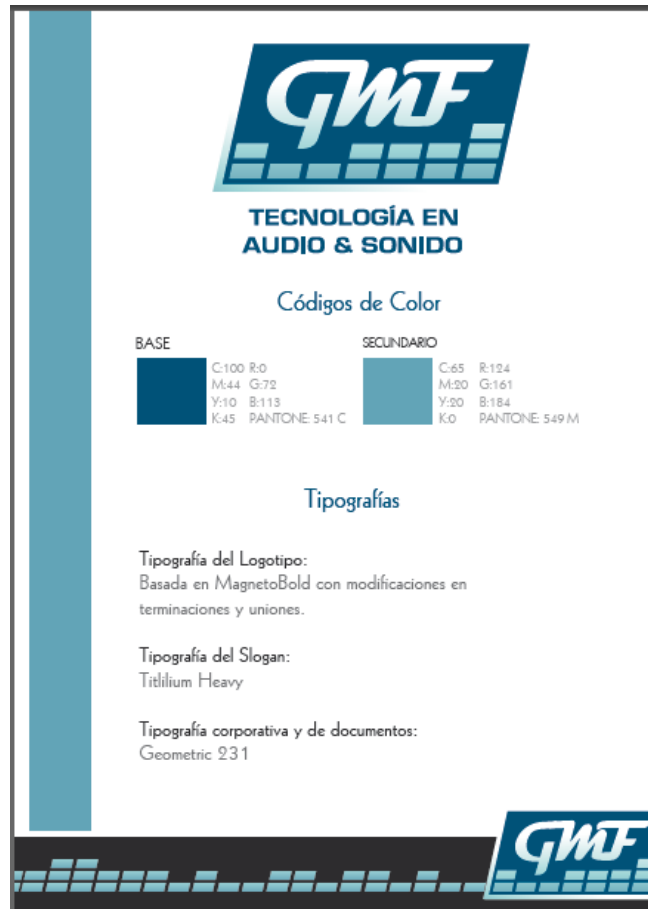 GMF
TECNOLOGÍA EN
AUDIO & SONIDO
Códigos de Color
BASE
C:100 R:0
M:44 G:72
Y:10 B:113
K:45 PANTONE: 541 C
SECUNDARIO
C:65 R:124
M:20 G:161
Y:20 B:184
K:0 PANTONE: 549 M
Tipografías
Tipografía del Logotipo:
Basada en MagnetoBold con modificaciones en
terminaciones y uniones.
Tipografía del Slogan:
Titlilium Heavy
Tipografía corporativa y de documentos:
Geometric 231
GMF